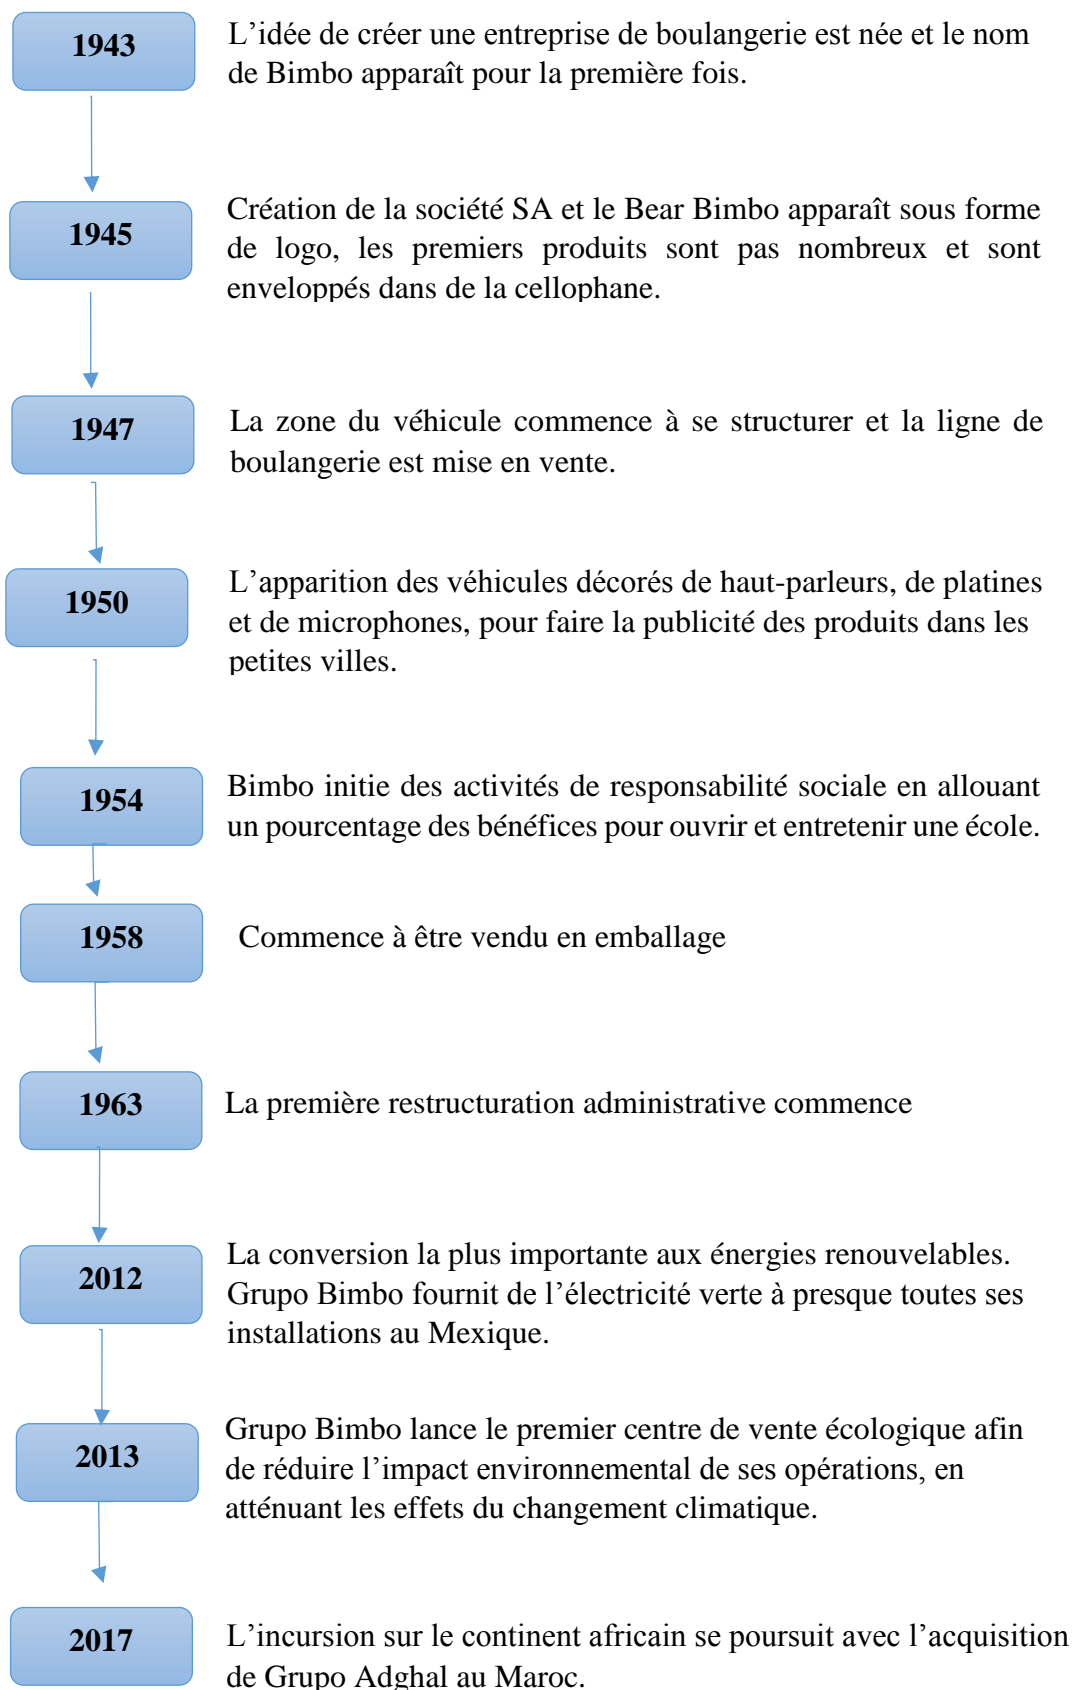 1943
L’idée de créer une entreprise de boulangerie est née et le nom
de Bimbo apparaît pour la première fois.
1945
Création de la société SA et le Bear Bimbo apparaît sous forme
de logo, les premiers produits sont pas nombreux et sont
enveloppés dans de la cellophane.
1947
La zone du véhicule commence à se structurer et la ligne de
boulangerie est mise en vente.
1950
L’apparition des véhicules décorés de haut-parleurs, de platines
et de microphones, pour faire la publicité des produits dans les
petites villes.
1954
Bimbo initie des activités de responsabilité sociale en allouant
un pourcentage des bénéfices pour ouvrir et entretenir une école.
1958
Commence à être vendu en emballage
1963
La première restructuration administrative commence
2012
La conversion la plus importante aux énergies renouvelables.
Grupo Bimbo fournit de l’électricité verte à presque toutes ses
installations au Mexique.
2013
Grupo Bimbo lance le premier centre de vente écologique afin
de réduire l’impact environnemental de ses opérations, en
atténuant les effets du changement climatique.
2017
L’incursion sur le continent africain se poursuit avec l’acquisition
de Grupo Adghal au Maroc.